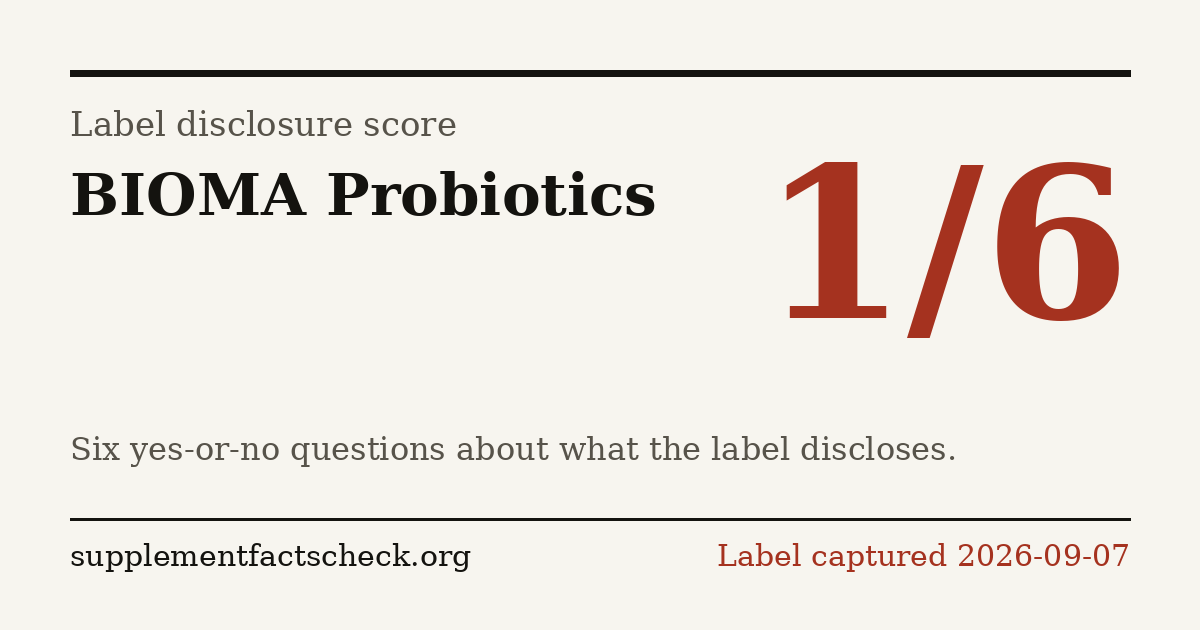 Label disclosure score
BIOMA Probiotics
1/6
Six yes-or-no questions about what the label discloses.
supplementfactscheck.org
Label captured 2026-09-07